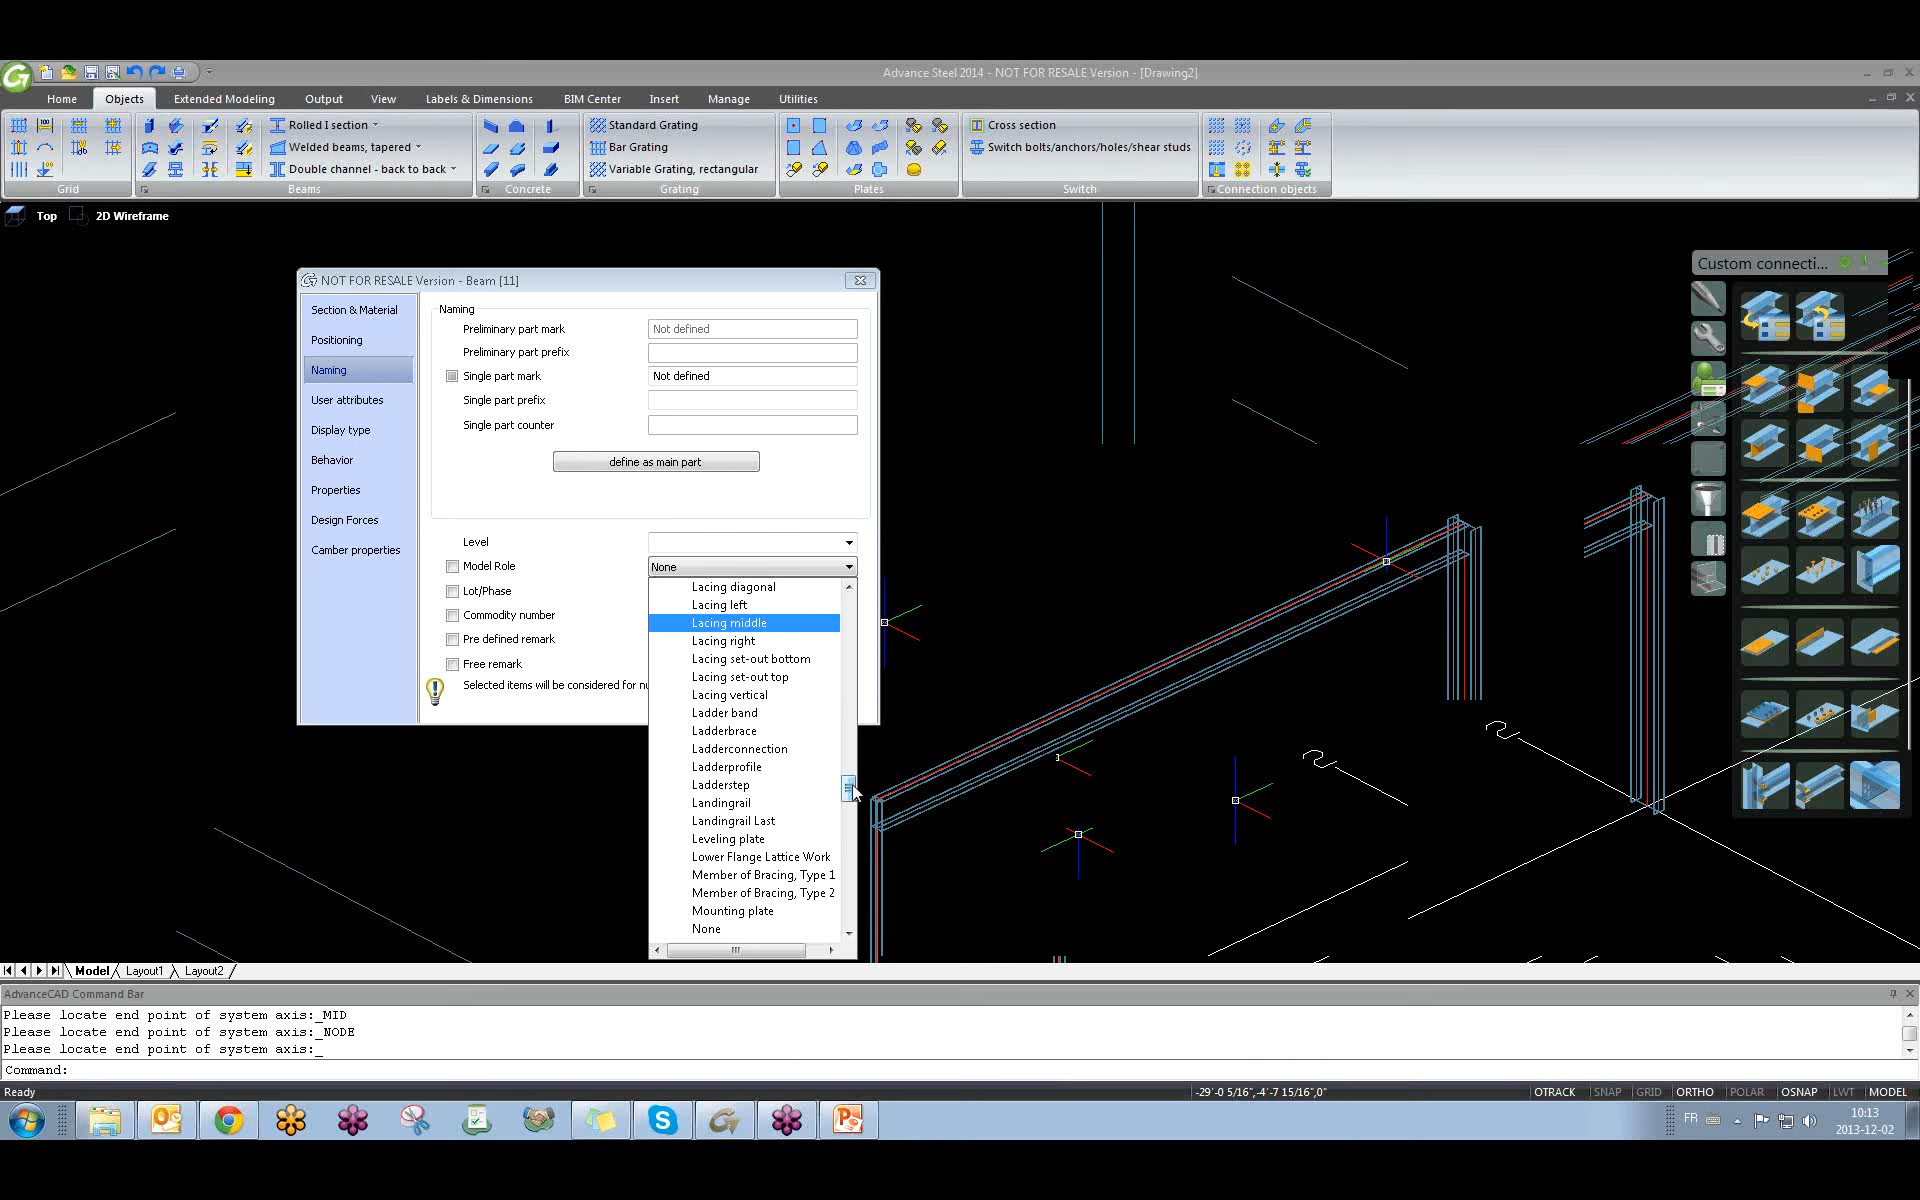 Advance Steel 2014 - NOT FOR RESALE Version - [Drawing2]
Home Objects Extended Modeling Output View Labels & Dimensions BIM Center Insert Manage Utilities
Rolled I section
Welded beams, tapered
Double channel - back to back
Standard Grating
Bar Grating
Variable Grating, rectangular
Cross section
Switch bolts/anchors/holes/shear studs
Grid Beams Concrete Grating Plates Switch Connection objects
Top 2D Wireframe
Custom connecti...
NOT FOR RESALE Version - Beam [11]
Section & Material
Positioning
Naming
User attributes
Display type
Behavior
Properties
Design Forces
Camber properties
Naming
Preliminary part mark Not defined
Preliminary part prefix
Single part mark Not defined
Single part prefix
Single part counter
define as main part
Level
Model Role None
Lot/Phase
Commodity number
Pre defined remark
Free remark
Selected items will be considered for nu
Lacing diagonal
Lacing left
Lacing middle
Lacing right
Lacing set-out bottom
Lacing set-out top
Lacing vertical
Ladder band
Ladderbrace
Ladderconnection
Ladderprofile
Ladderstep
Landingrail
Landingrail Last
Leveling plate
Lower Flange Lattice Work
Member of Bracing, Type 1
Member of Bracing, Type 2
Mounting plate
None
Model Layout1 Layout2
AdvanceCAD Command Bar
Please locate end point of system axis:_MID
Please locate end point of system axis:_NODE
Please locate end point of system axis:_
Command:
Ready -29'-0 5/16",-4'-7 15/16",0" OTRACK SNAP GRID ORTHO POLAR OSNAP LWT MODEL
FR 10:13
2013-12-02